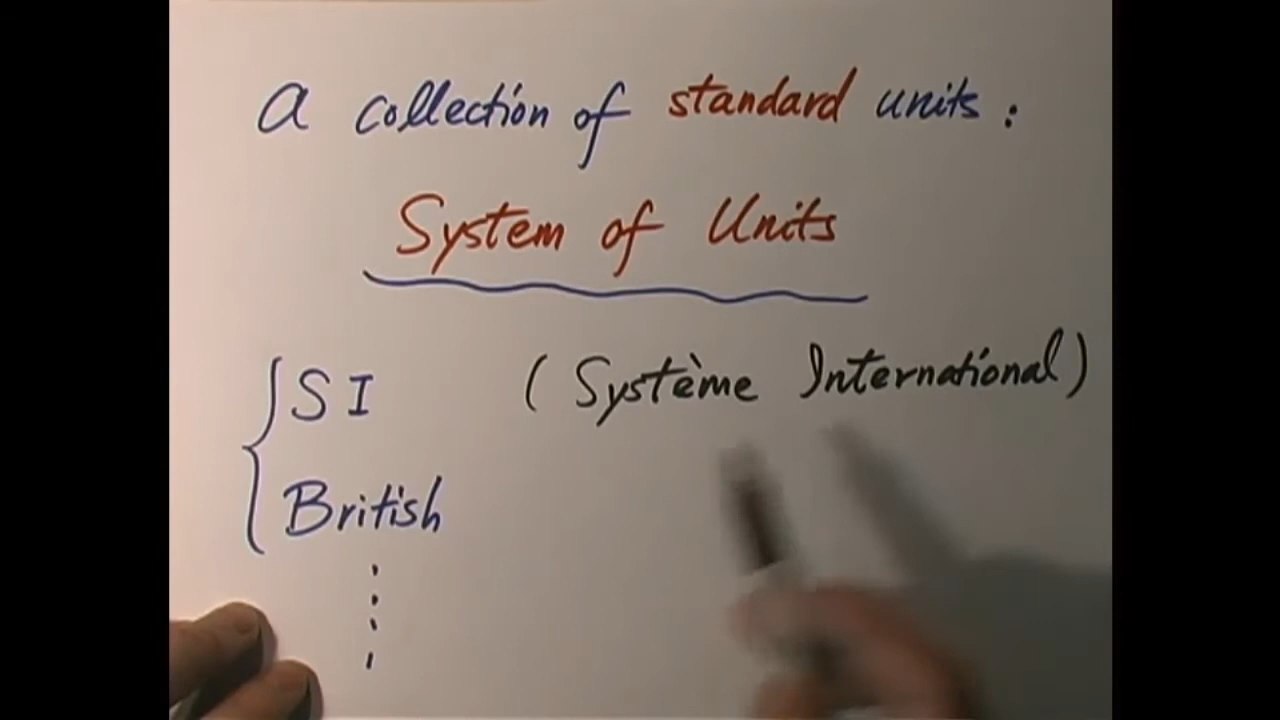 A collection of standard units :
System of Units
SI (Système International)
British